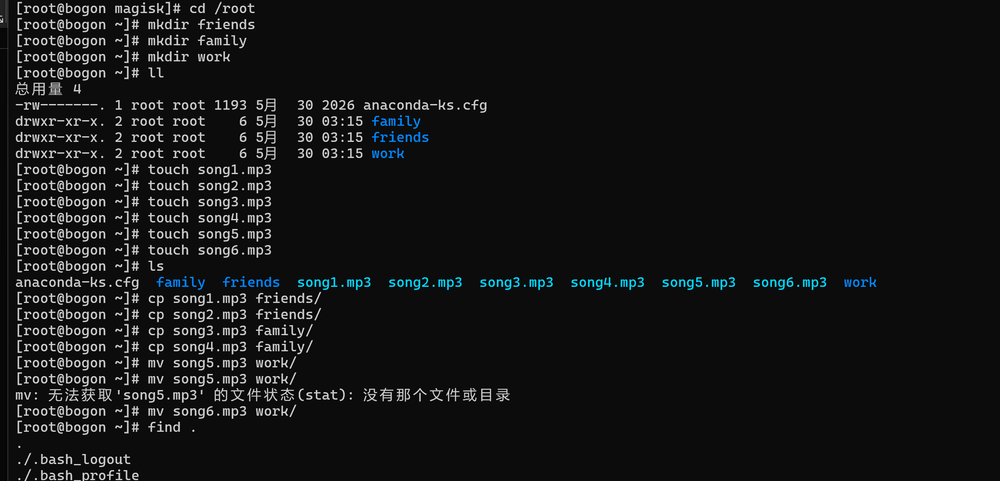 [root@bogon magisk]# cd /root
[root@bogon ~]# mkdir friends
[root@bogon ~]# mkdir family
[root@bogon ~]# mkdir work
[root@bogon ~]# ll
总用量 4
-rw-------. 1 root root 1193 5月  30 2026 anaconda-ks.cfg
drwxr-xr-x. 2 root root    6 5月  30 03:15 family
drwxr-xr-x. 2 root root    6 5月  30 03:15 friends
drwxr-xr-x. 2 root root    6 5月  30 03:15 work
[root@bogon ~]# touch song1.mp3
[root@bogon ~]# touch song2.mp3
[root@bogon ~]# touch song3.mp3
[root@bogon ~]# touch song4.mp3
[root@bogon ~]# touch song5.mp3
[root@bogon ~]# touch song6.mp3
[root@bogon ~]# ls
anaconda-ks.cfg  family  friends  song1.mp3  song2.mp3  song3.mp3  song4.mp3  song5.mp3  song6.mp3  work
[root@bogon ~]# cp song1.mp3 friends/
[root@bogon ~]# cp song2.mp3 friends/
[root@bogon ~]# cp song3.mp3 family/
[root@bogon ~]# cp song4.mp3 family/
[root@bogon ~]# mv song5.mp3 work/
[root@bogon ~]# mv song5.mp3 work/
mv: 无法获取'song5.mp3' 的文件状态(stat): 没有那个文件或目录
[root@bogon ~]# mv song6.mp3 work/
[root@bogon ~]# find .
.
./.bash_logout
./.bash_profile